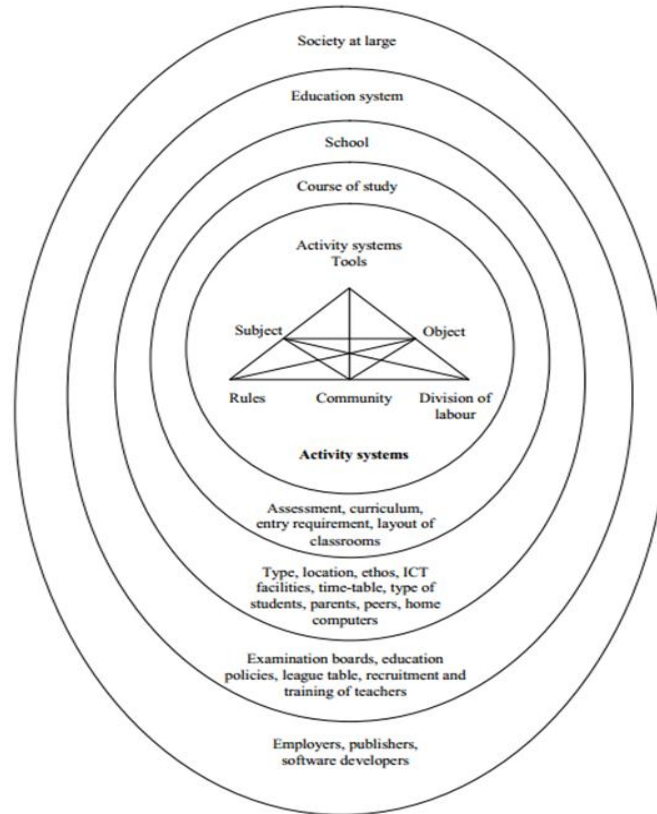 Society at large
Education system
School
Course of study
Activity systems
Tools
Subject
Object
Rules
Community
Division of
labour
Activity systems
Assessment, curriculum,
entry requirement, layout of
classrooms
Type, location, ethos, ICT
facilities, time-table, type of
students, parents, peers, home
computers
Examination boards, education
policies, league table, recruitment and
training of teachers
Employers, publishers,
software developers